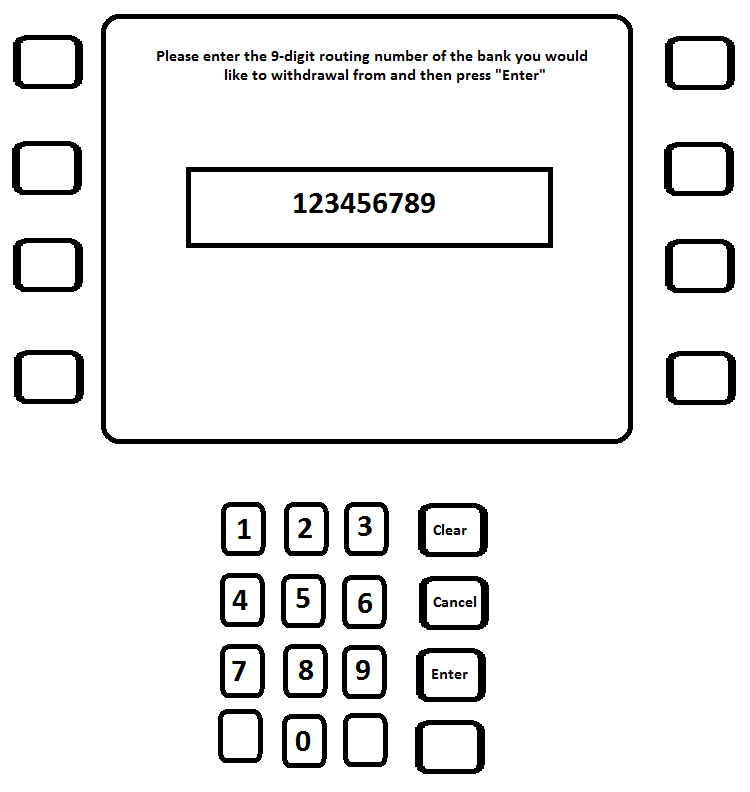 Please enter the 9-digit routing number of the bank you would
like to withdrawal from and then press "Enter"
123456789
1 2 3 Clear
4 5 6 Cancel
7 8 9 Enter
0